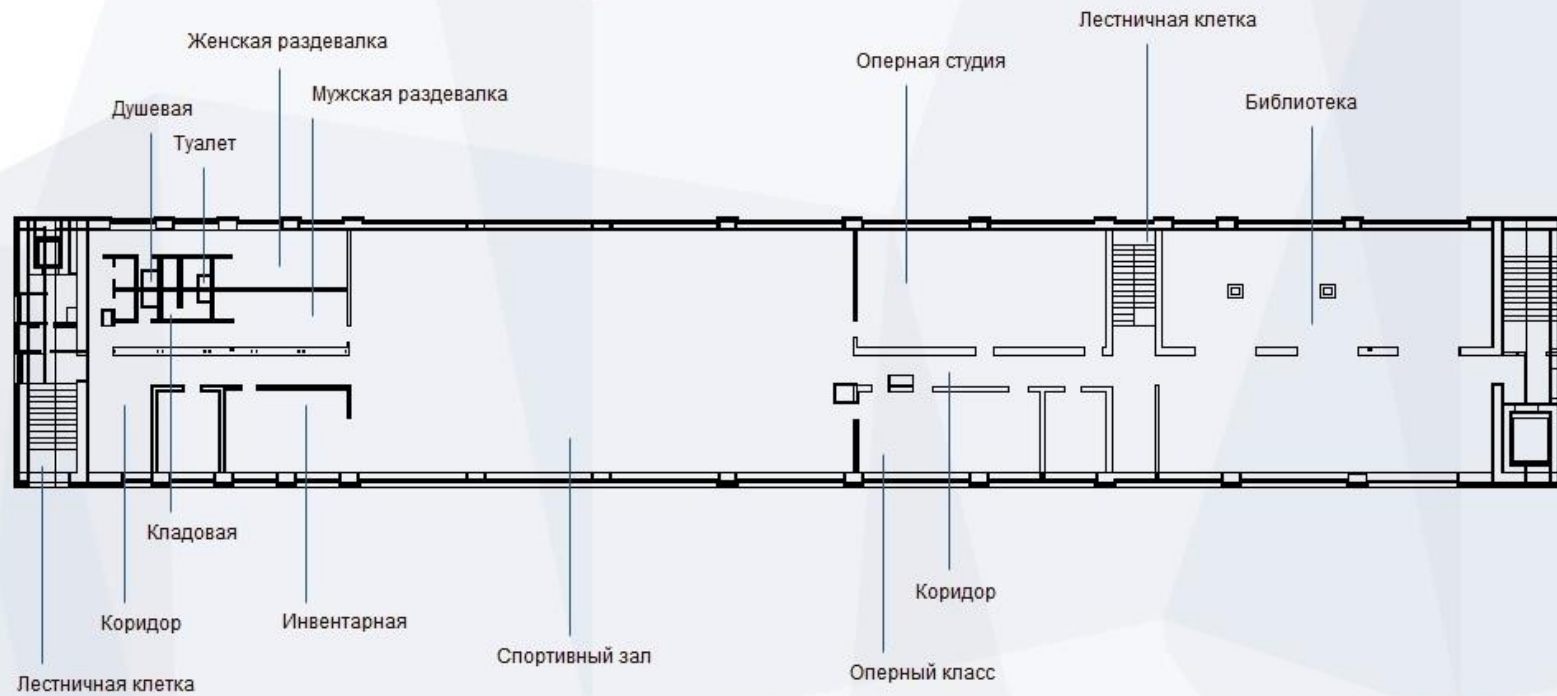 Лестничная клетка
Женская раздевалка
Оперная студия
Мужская раздевалка
Библиотека
Душевая
Туалет
Кладовая
Коридор
Коридор
Инвентарная
Спортивный зал
Оперный класс
Лестничная клетка